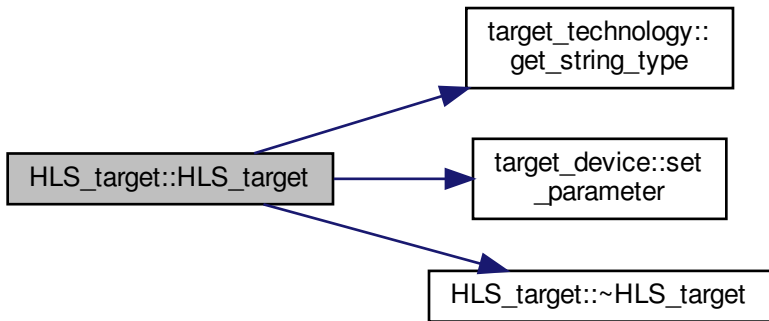 HLS_target::HLS_target
target_technology::
get_string_type
target_device::set
_parameter
HLS_target::~HLS_target